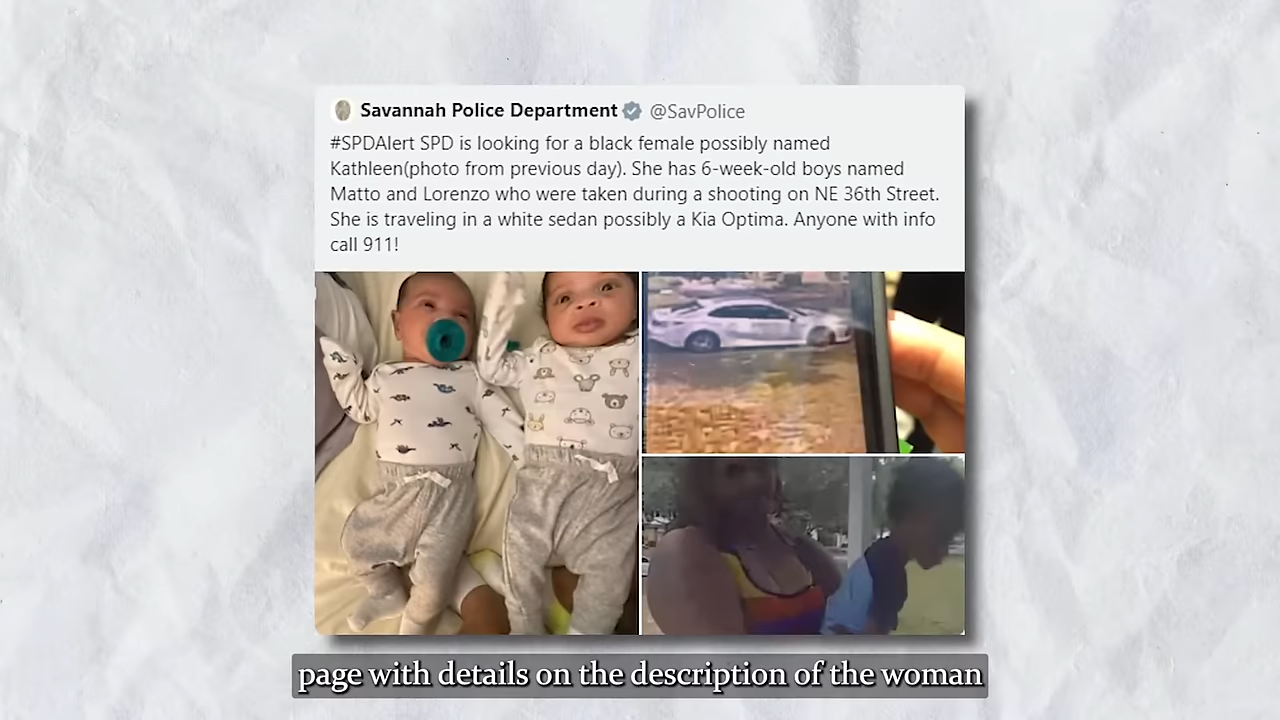 Savannah Police Department @SavPolice
#SPDAlert SPD is looking for a black female possibly named
Kathleen(photo from previous day). She has 6-week-old boys named
Matto and Lorenzo who were taken during a shooting on NE 36th Street.
She is traveling in a white sedan possibly a Kia Optima. Anyone with info
call 911!
page with details on the description of the woman